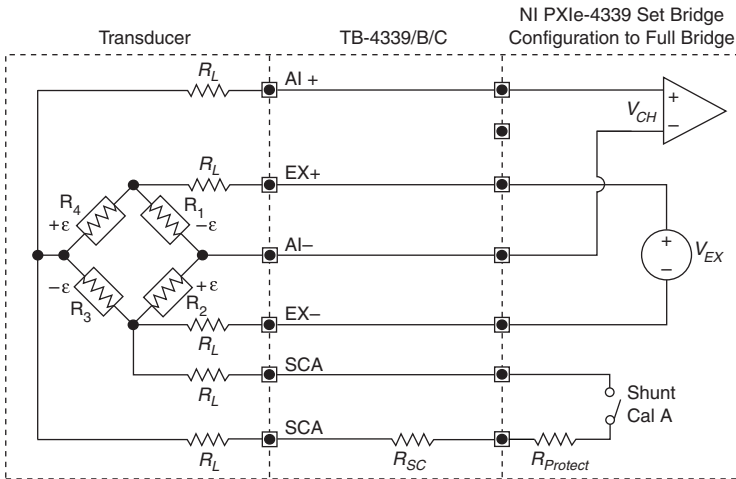 NI PXIe-4339 Set Bridge
Transducer TB-4339/B/C Configuration to Full Bridge
R_L AI +
V_CH + −
R_L EX+
R_4 R_1
+ε −ε
AI− + − V_EX
−ε +ε
R_3 R_2
EX−
R_L
SCA
R_L
Shunt
Cal A
SCA
R_L R_SC R_Protect